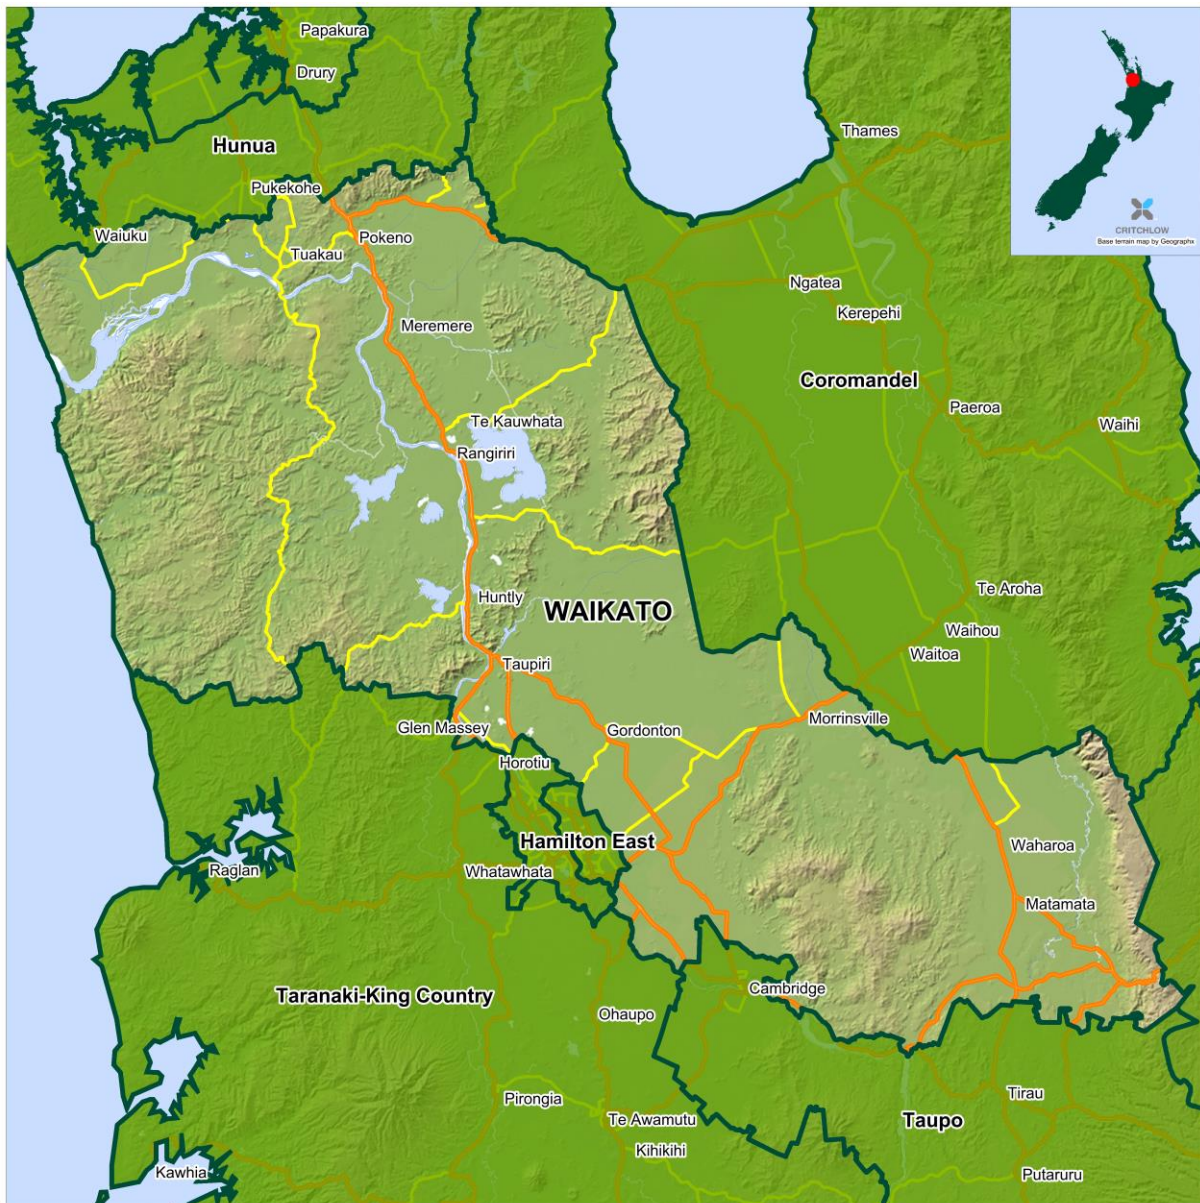 Papakura
Drury
Thames
CRITCHLOW
Base terrain map by Geographx
Hunua
Pukekohe
Waiuku
Pokeno
Tuakau
Ngatea
Kerepehi
Meremere
Coromandel
Paeroa
Waihi
Te Kauwhata
Rangiriri
Te Aroha
Huntly
WAIKATO
Waihou
Waitoa
Taupiri
Morrinsville
Glen Massey
Gordonton
Horotiu
Hamilton East
Waharoa
Raglan
Whatawhata
Matamata
Cambridge
Taranaki-King Country
Ohaupo
Pirongia
Tirau
Te Awamutu
Taupo
Kihikihi
Kawhia
Putaruru